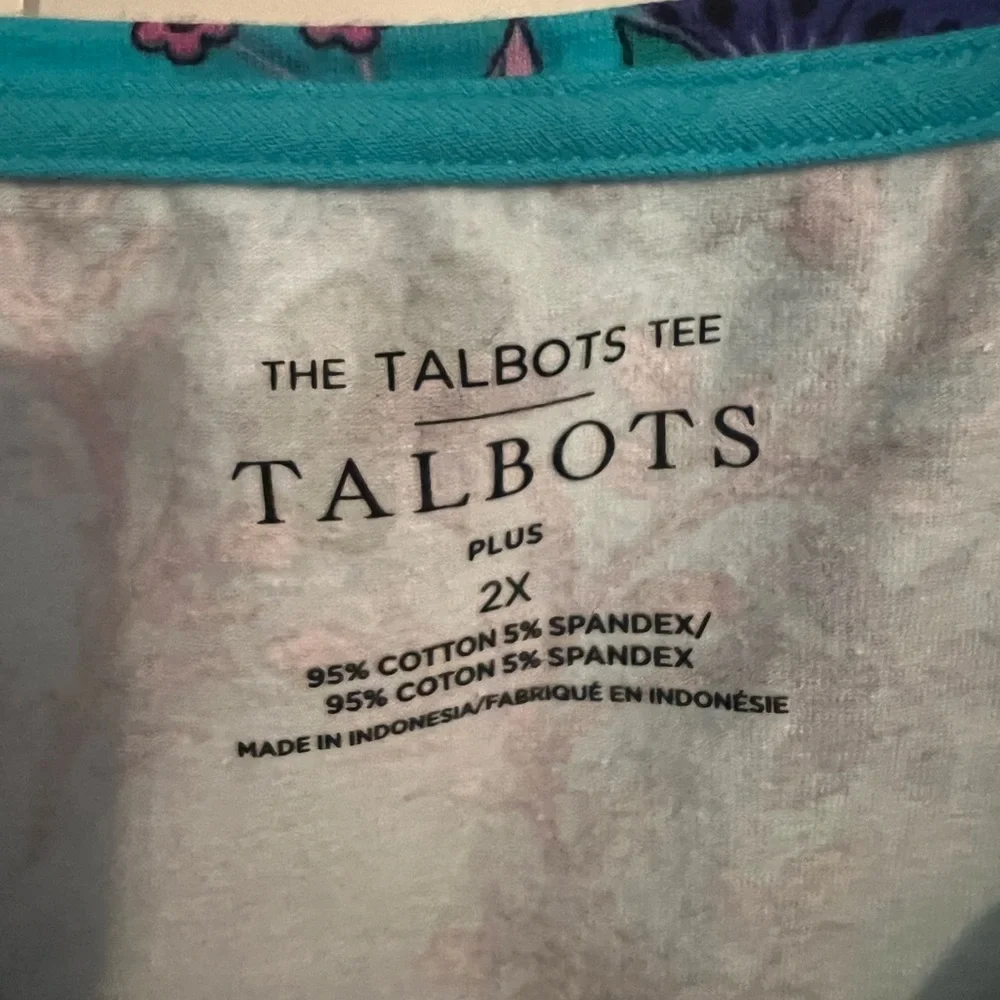 THE TALBOTS TEE
TALBOTS
PLUS
2X
95% COTTON 5% SPANDEX/
95% COTON 5% SPANDEX
MADE IN INDONESIA/FABRIQUÉ EN INDONÉSIE